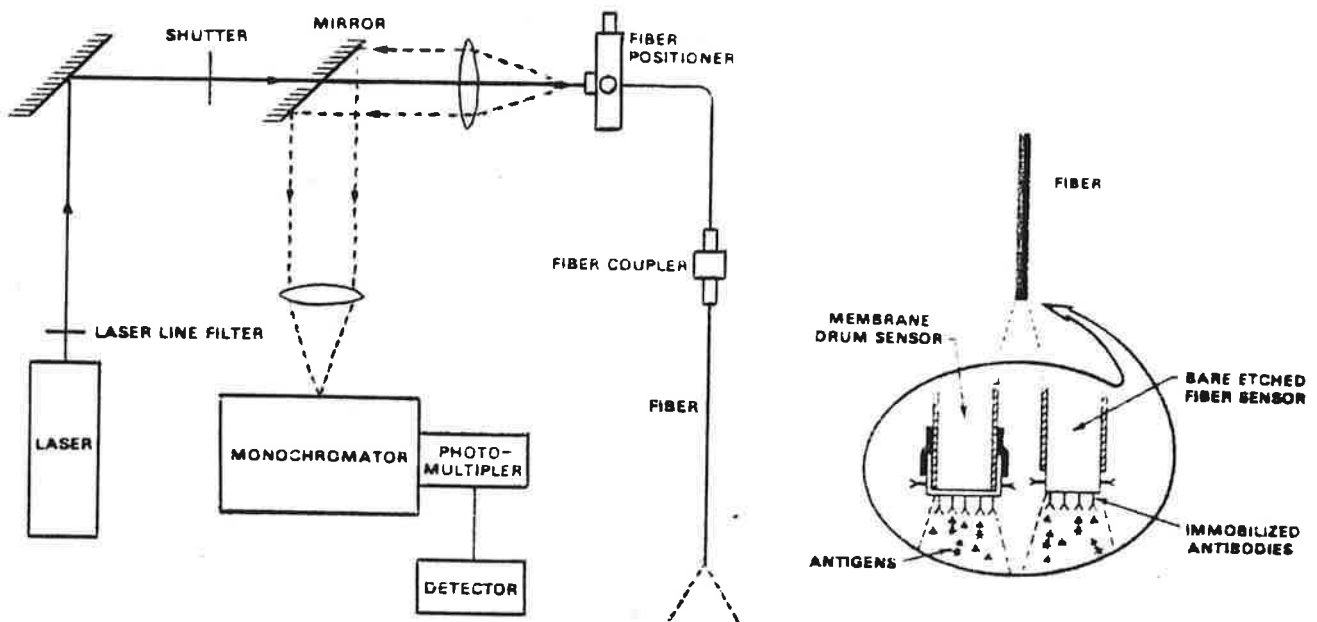 MIRROR
SHUTTER
FIBER
POSITIONER
FIBER COUPLER
LASER LINE FILTER
FIBER
LASER
MONOCHROMATOR
PHOTO-
MULTIPLER
DETECTOR
FIBER
MEMBRANE
DRUM SENSOR
BARE ETCHED
FIBER SENSOR
IMMOBILIZED
ANTIBODIES
ANTIGENS